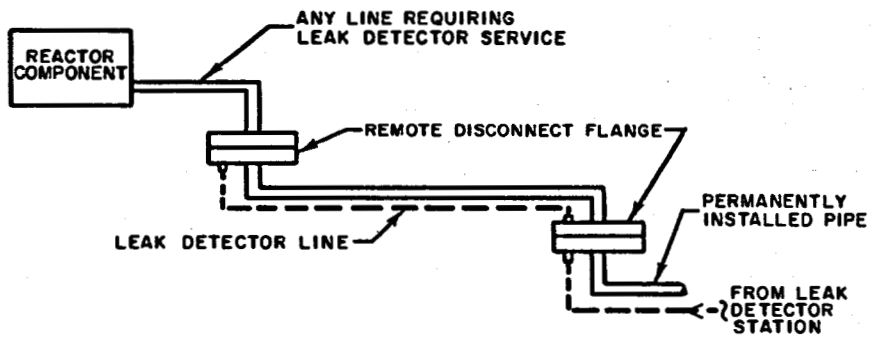 ANY LINE REQUIRING
LEAK DETECTOR SERVICE
REACTOR
COMPONENT
REMOTE DISCONNECT FLANGE
PERMANENTLY
INSTALLED PIPE
LEAK DETECTOR LINE
FROM LEAK
DETECTOR
STATION